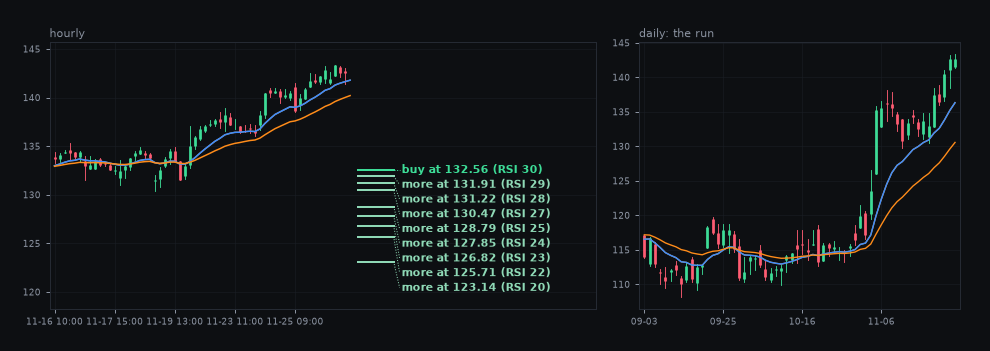 hourly
145
140
135
130
125
120
11-16 10:00 11-17 15:00 11-19 13:00 11-23 11:00 11-25 09:00
buy at 132.56 (RSI 30)
more at 131.91 (RSI 29)
more at 131.22 (RSI 28)
more at 130.47 (RSI 27)
more at 128.79 (RSI 25)
more at 127.85 (RSI 24)
more at 126.82 (RSI 23)
more at 125.71 (RSI 22)
more at 123.14 (RSI 20)
daily: the run
145
140
135
130
125
120
115
110
09-03 09-25 10-16 11-06